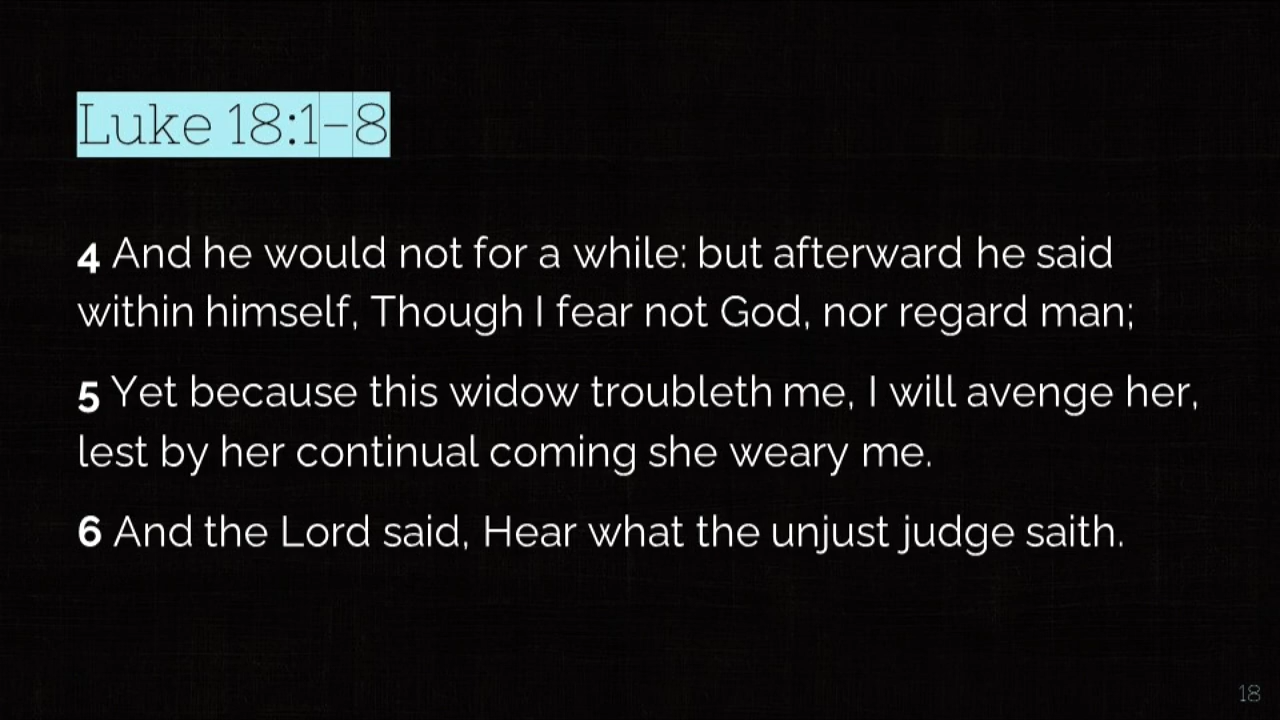 Luke 18:1–8
4 And he would not for a while: but afterward he said
within himself, Though I fear not God, nor regard man;
5 Yet because this widow troubleth me, I will avenge her,
lest by her continual coming she weary me.
6 And the Lord said, Hear what the unjust judge saith.
18